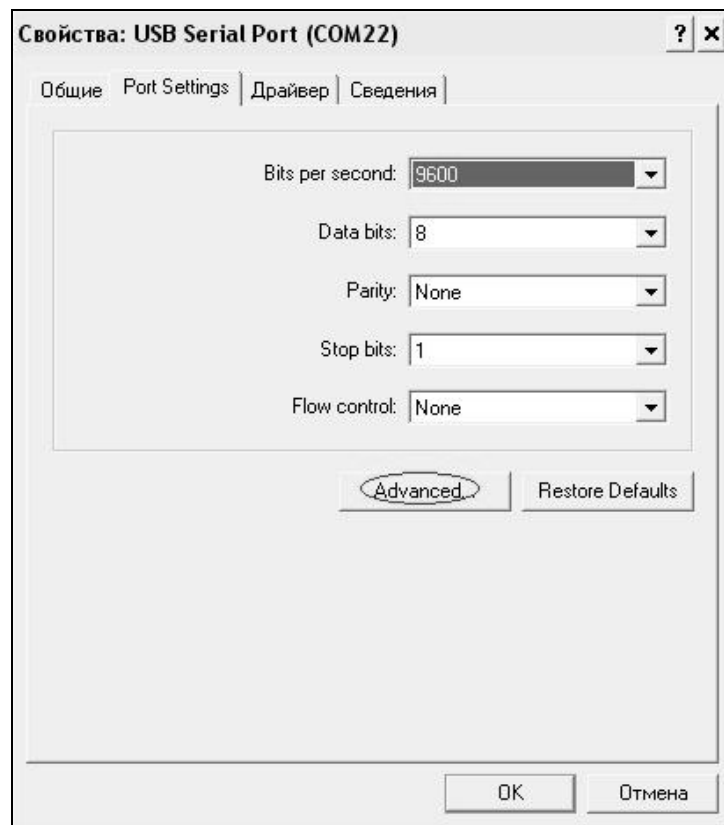 Свойства: USB Serial Port (COM22)
? ×
Общие Port Settings Драйвер Сведения
Bits per second: 9600
Data bits: 8
Parity: None
Stop bits: 1
Flow control: None
Advanced. Restore Defaults
OK Отмена